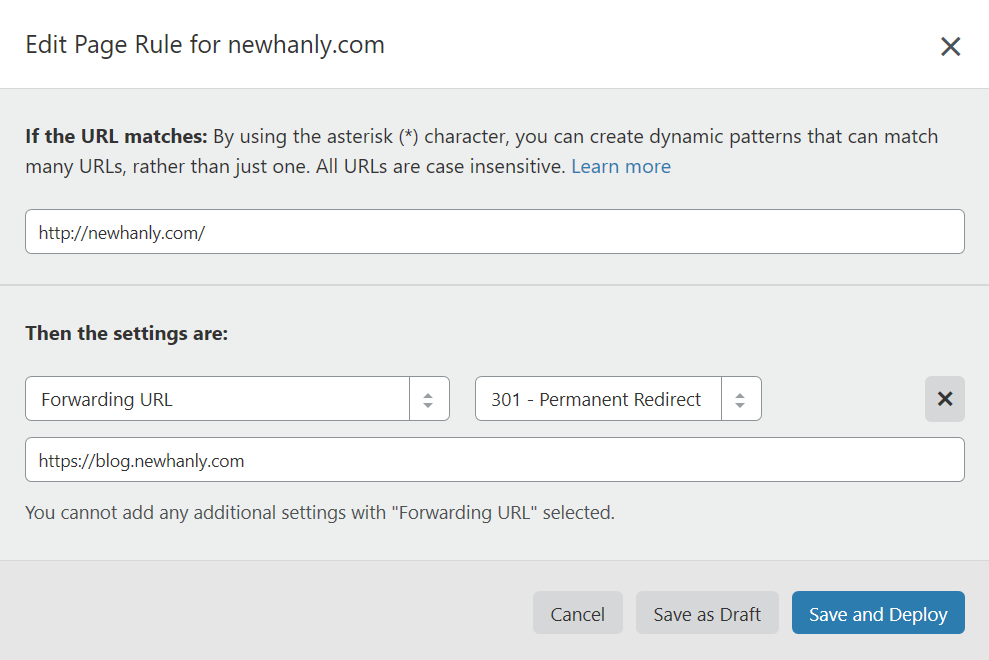 Edit Page Rule for newhanly.com
If the URL matches: By using the asterisk (*) character, you can create dynamic patterns that can match
many URLs, rather than just one. All URLs are case insensitive. Learn more
http://newhanly.com/
Then the settings are:
Forwarding URL
301 - Permanent Redirect
https://blog.newhanly.com
You cannot add any additional settings with "Forwarding URL" selected.
Cancel
Save as Draft
Save and Deploy